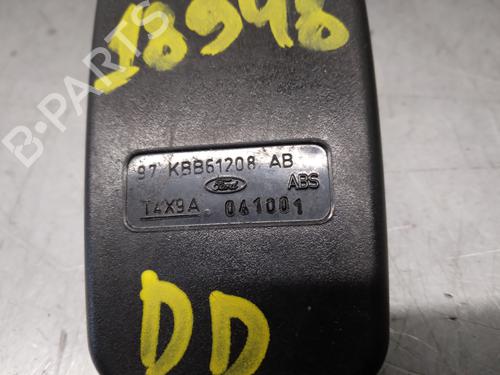 18948
B-PARTS
97 KBB61208 AB
Ford
ABS
T4X9A 041001
DD